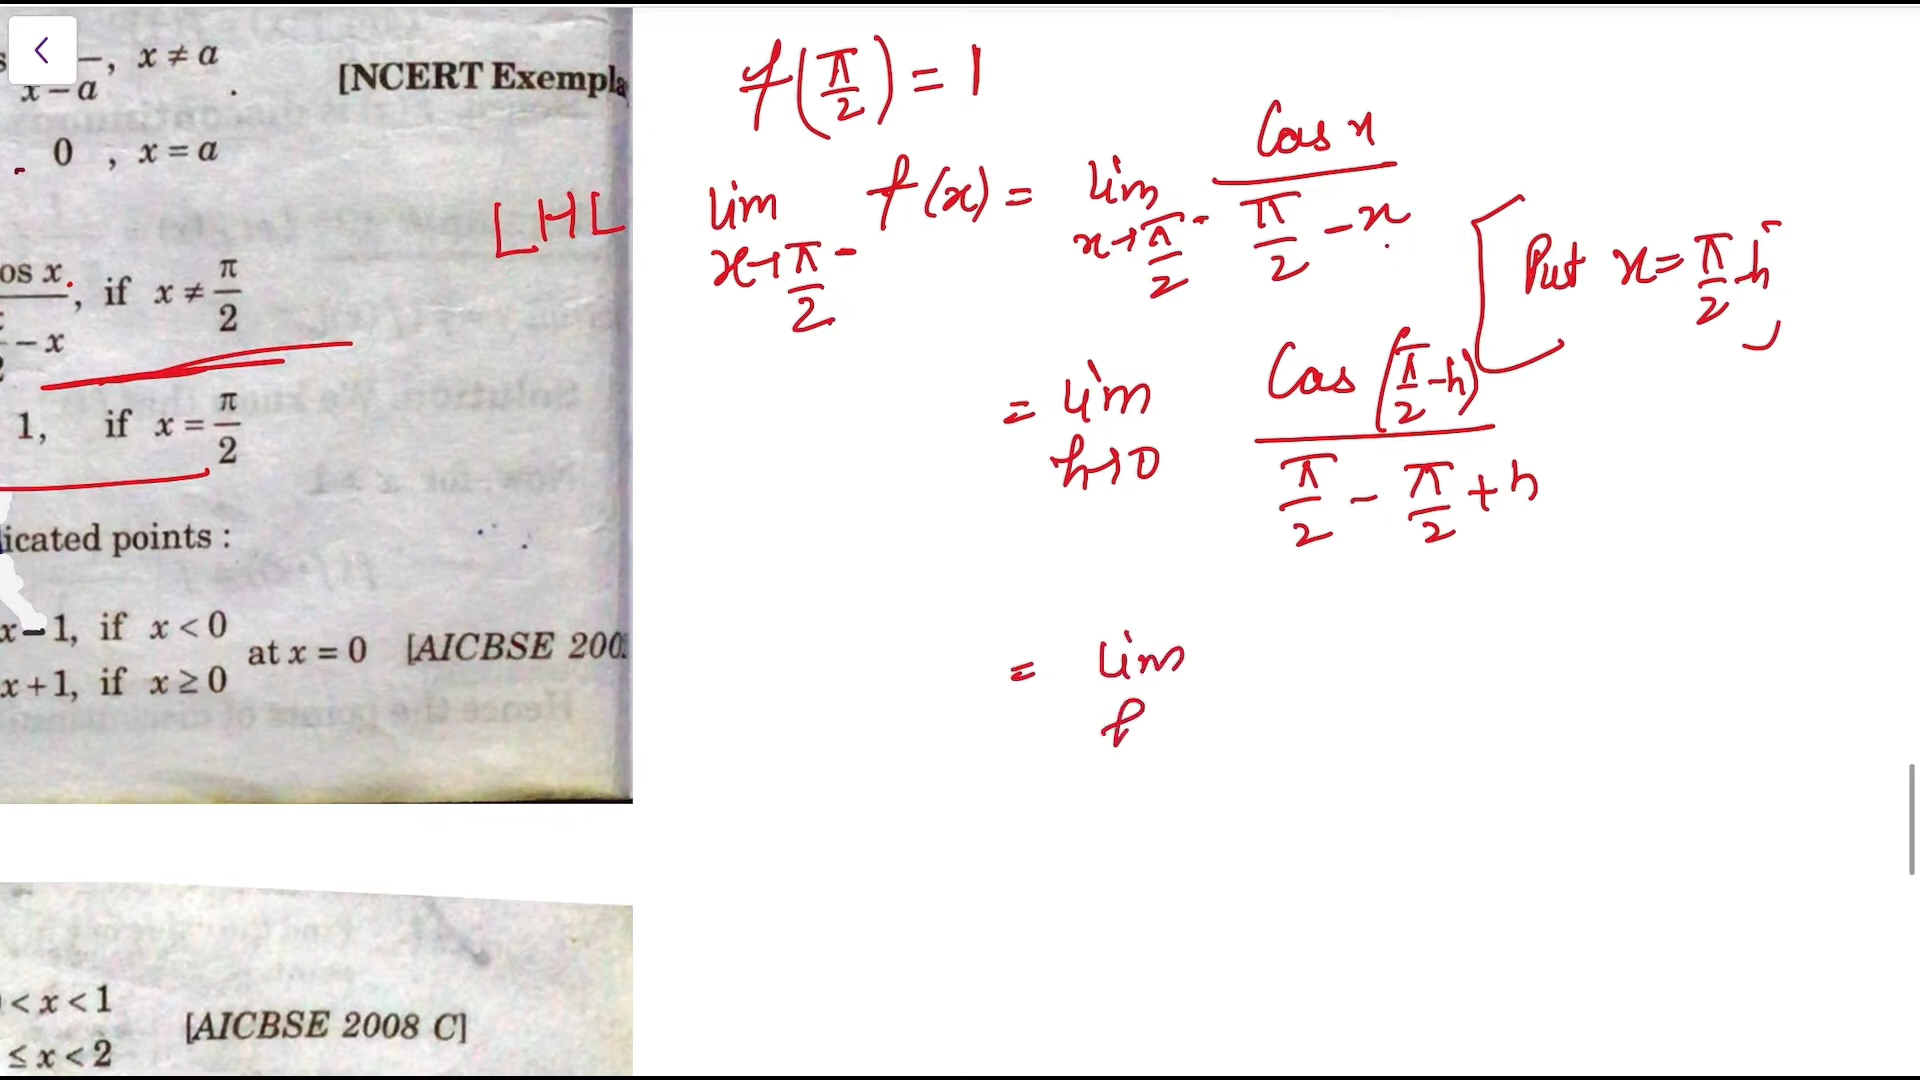 x – a , x ≠ a
[NCERT Exempla
0 , x = a
LHL
os x , if x ≠ π/2
– x
1, if x = π/2
icated points :
x – 1, if x < 0
at x = 0 [AICBSE 200
x + 1, if x ≥ 0
< x < 1
[AICBSE 2008 C]
≤ x < 2
f(π/2) = 1
lim x→π/2⁻ f(x) = lim x→π/2⁻ Cos x / (π/2 – x) [Put x = π/2 – h
= lim h→0 Cos (π/2 – h) / (π/2 – π/2 + h)
= lim